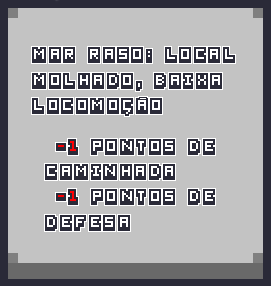 MAR RASO: LOCAL
MOLHADO, BAIXA
LOCOMOÇÃO
-1 PONTOS DE
CAMINHADA
-1 PONTOS DE
DEFESA